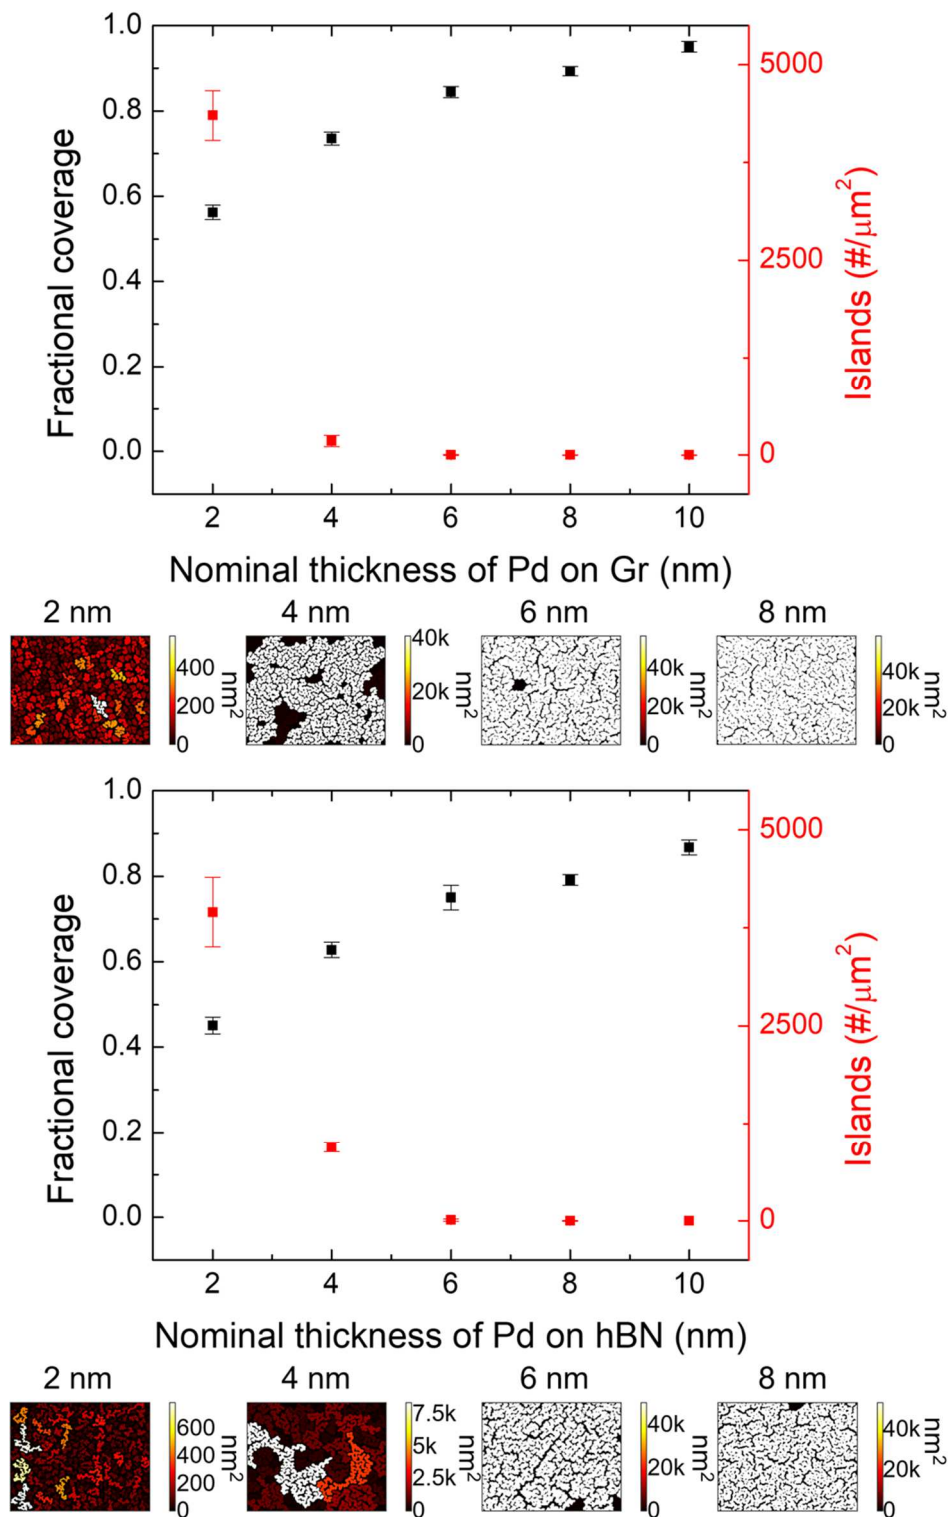 1.0
0.8
0.6
0.4
0.2
0.0
Fractional coverage
5000
2500
0
Islands (#/μm²)
2 4 6 8 10
Nominal thickness of Pd on Gr (nm)
2 nm 4 nm 6 nm 8 nm
400
200
0
nm²
40k
20k
0
nm²
40k
20k
0
nm²
40k
20k
0
nm²
1.0
0.8
0.6
0.4
0.2
0.0
Fractional coverage
5000
2500
0
Islands (#/μm²)
2 4 6 8 10
Nominal thickness of Pd on hBN (nm)
2 nm 4 nm 6 nm 8 nm
600
400
200
0
nm²
7.5k
5k
2.5k
0
nm²
40k
20k
0
nm²
40k
20k
0
nm²